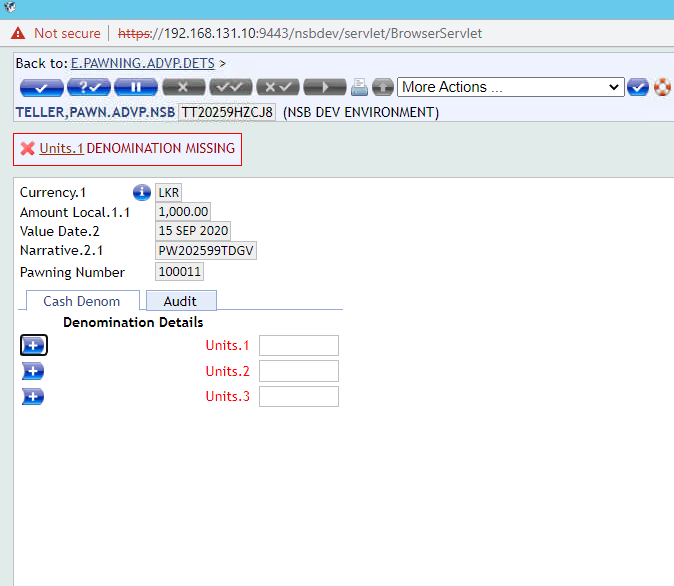 Not secure https://192.168.131.10:9443/nsbdev/servlet/BrowserServlet
Back to: E.PAWNING.ADVP.DETS >
More Actions ...
TELLER,PAWN.ADVP.NSB TT20259HZCJ8 (NSB DEV ENVIRONMENT)
Units.1 DENOMINATION MISSING
Currency.1 LKR
Amount Local.1.1 1,000.00
Value Date.2 15 SEP 2020
Narrative.2.1 PW202599TDGV
Pawning Number 100011
Cash Denom Audit
Denomination Details
Units.1
Units.2
Units.3